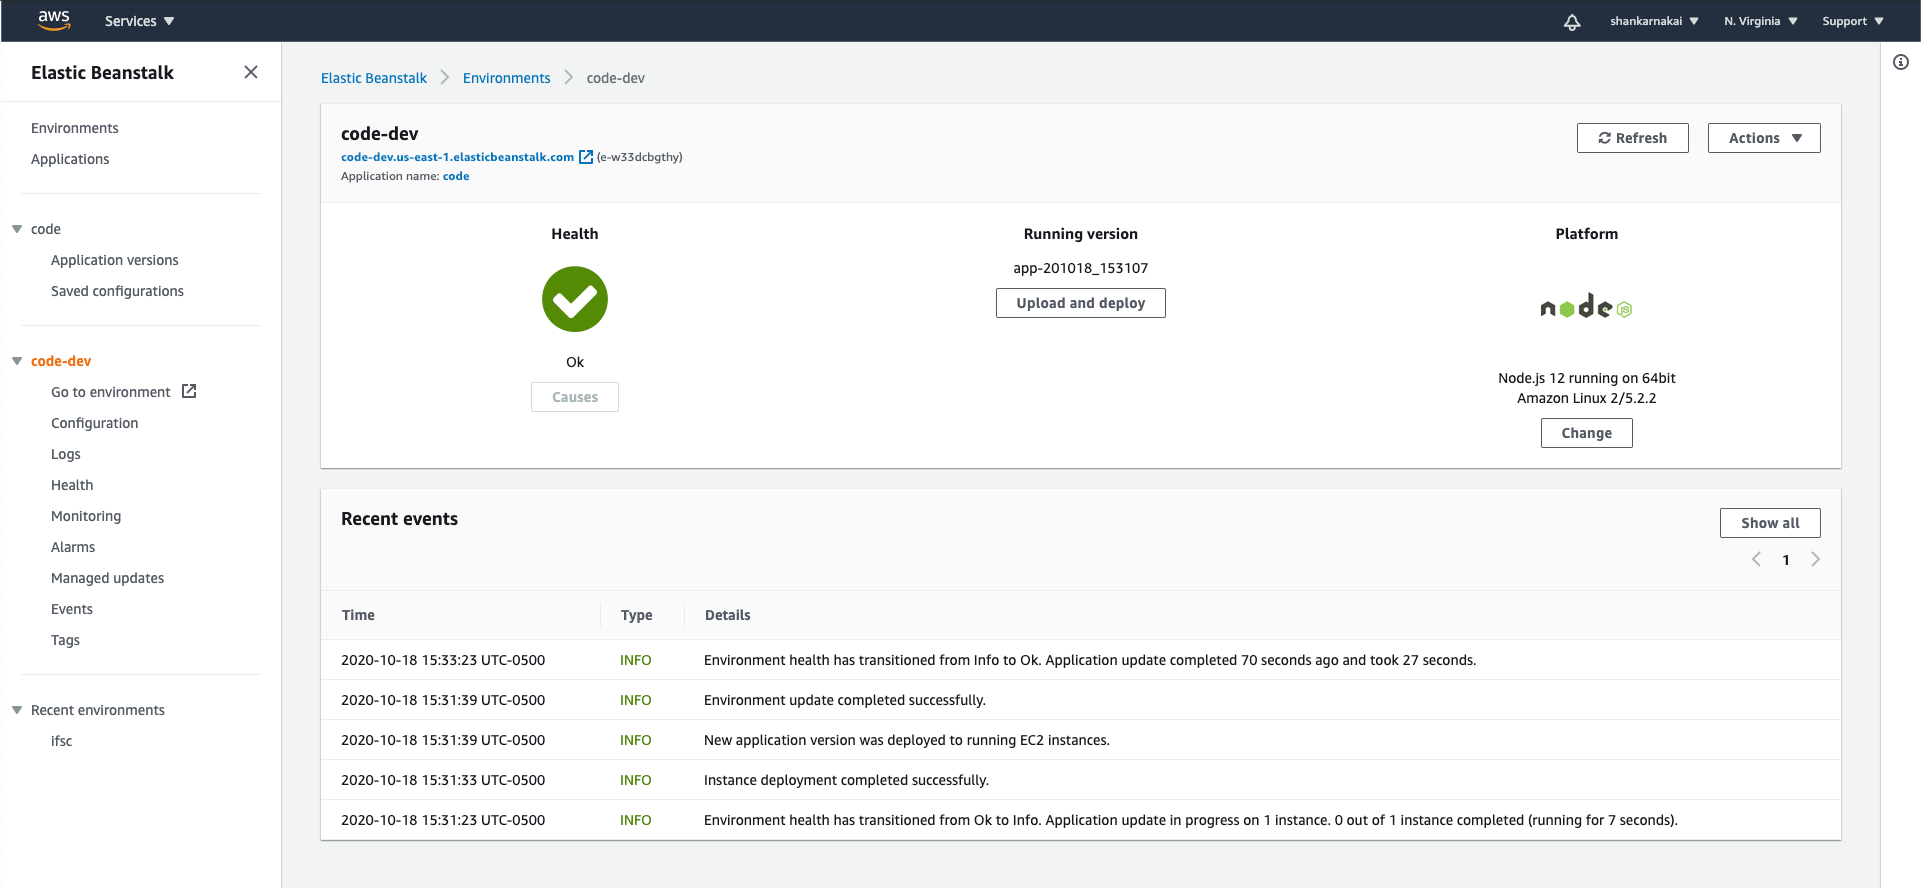 aws Services shankarnakai N. Virginia Support
Elastic Beanstalk
Environments
Applications
code
Application versions
Saved configurations
code-dev
Go to environment
Configuration
Logs
Health
Monitoring
Alarms
Managed updates
Events
Tags
Recent environments
ifsc
Elastic Beanstalk Environments code-dev
code-dev
code-dev.us-east-1.elasticbeanstalk.com (e-w33dcbgthy)
Application name: code
Refresh Actions
Health
Ok
Causes
Running version
app-201018_153107
Upload and deploy
Platform
node JS
Node.js 12 running on 64bit
Amazon Linux 2/5.2.2
Change
Recent events
Show all
1
Time Type Details
2020-10-18 15:33:23 UTC-0500 INFO Environment health has transitioned from Info to Ok. Application update completed 70 seconds ago and took 27 seconds.
2020-10-18 15:31:39 UTC-0500 INFO Environment update completed successfully.
2020-10-18 15:31:39 UTC-0500 INFO New application version was deployed to running EC2 instances.
2020-10-18 15:31:33 UTC-0500 INFO Instance deployment completed successfully.
2020-10-18 15:31:23 UTC-0500 INFO Environment health has transitioned from Ok to Info. Application update in progress on 1 instance. 0 out of 1 instance completed (running for 7 seconds).